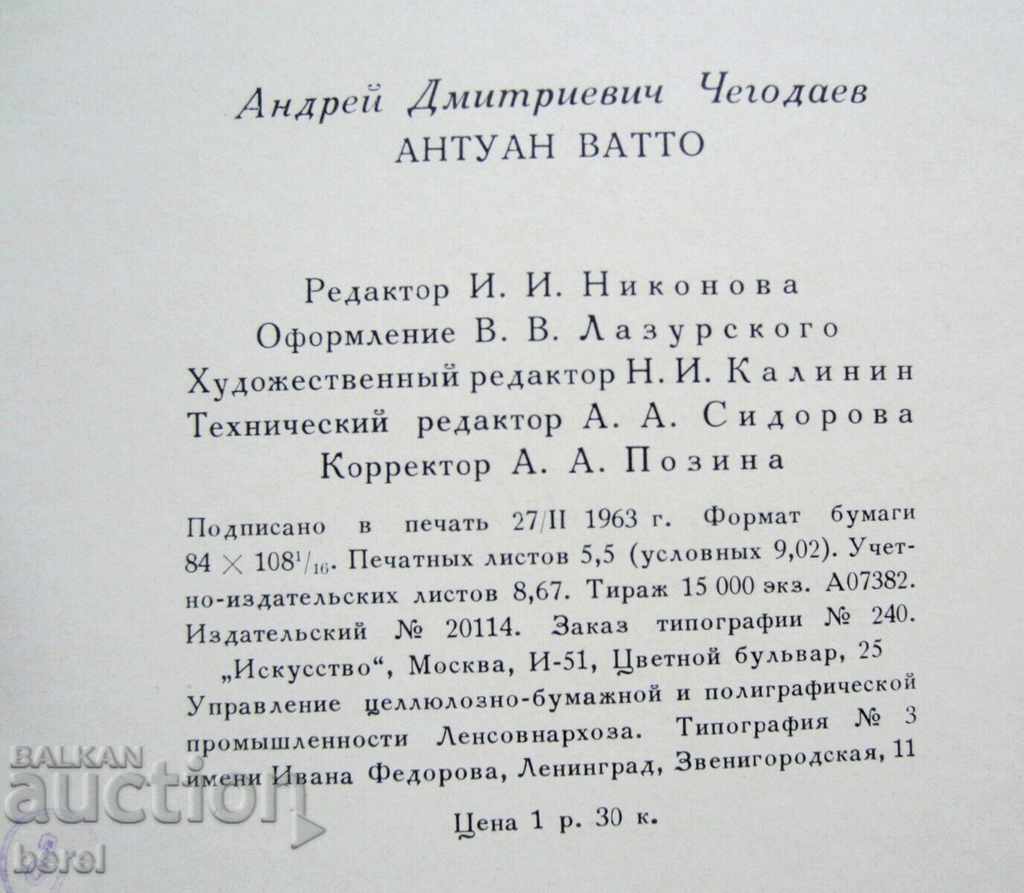 Андрей Дмитриевич Чегодаев
АНТУАН ВАТТО
Редактор И. И. Никонова
Оформление В. В. Лазурского
Художественный редактор Н. И. Калинин
Технический редактор А. А. Сидорова
Корректор А. А. Позина
Подписано в печать 27/II 1963 г. Формат бумаги
84 × 108¹/₁₆. Печатных листов 5,5 (условных 9,02). Учет-
но-издательских листов 8,67. Тираж 15 000 экз. А07382.
Издательский № 20114. Заказ типографии № 240.
„Искусство“, Москва, И-51, Цветной бульвар, 25
Управление целлюлозно-бумажной и полиграфической
промышленности Ленсовнархоза. Типография № 3
имени Ивана Федорова, Ленинград, Звенигородская, 11
Цена 1 р. 30 к.
BALKAN
auction
berel